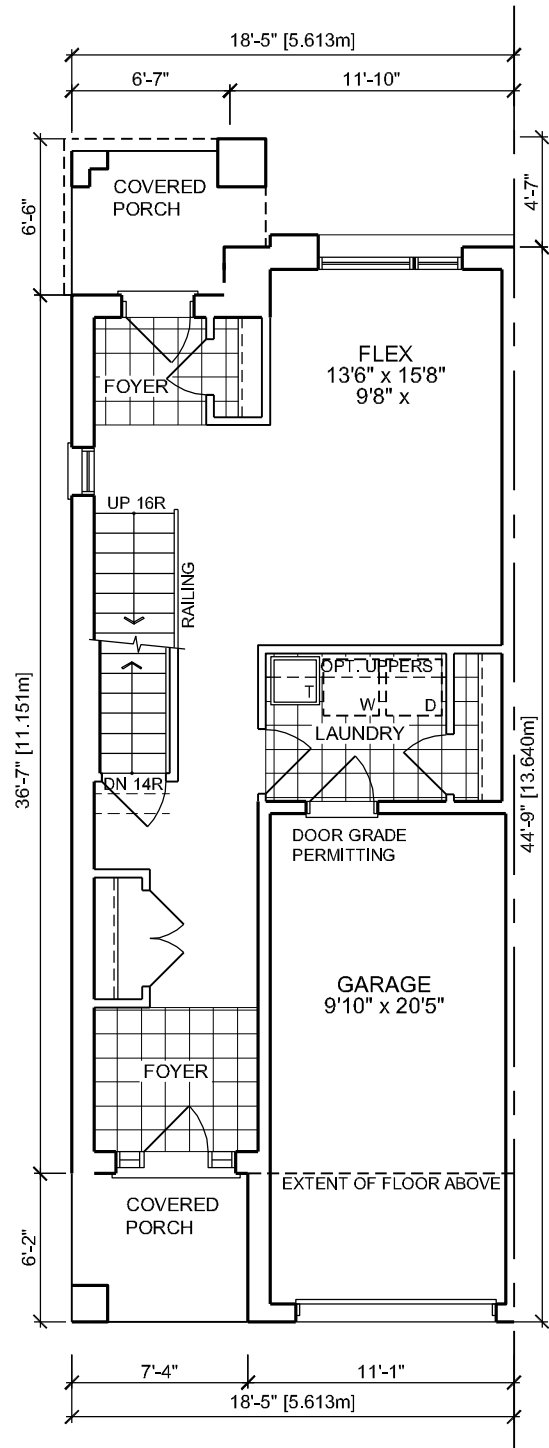 18'-5" [5.613m]
6'-7"
11'-10"
6'-6"
4'-7"
COVERED
PORCH
FLEX
13'6" x 15'8"
9'8" x
FOYER
UP 16R
RAILING
OPT. UPPERS
T
W
D
LAUNDRY
36'-7" [11.151m]
44'-9" [13.640m]
DN 14R
DOOR GRADE
PERMITTING
GARAGE
9'10" x 20'5"
FOYER
EXTENT OF FLOOR ABOVE
COVERED
PORCH
6'-2"
7'-4"
11'-1"
18'-5" [5.613m]